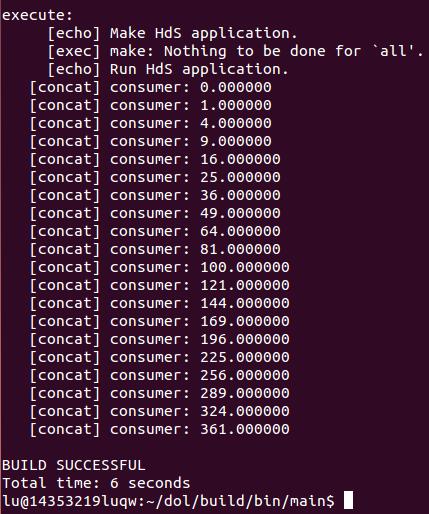 execute:
[echo] Make HdS application.
[exec] make: Nothing to be done for `all'.
[echo] Run HdS application.
[concat] consumer: 0.000000
[concat] consumer: 1.000000
[concat] consumer: 4.000000
[concat] consumer: 9.000000
[concat] consumer: 16.000000
[concat] consumer: 25.000000
[concat] consumer: 36.000000
[concat] consumer: 49.000000
[concat] consumer: 64.000000
[concat] consumer: 81.000000
[concat] consumer: 100.000000
[concat] consumer: 121.000000
[concat] consumer: 144.000000
[concat] consumer: 169.000000
[concat] consumer: 196.000000
[concat] consumer: 225.000000
[concat] consumer: 256.000000
[concat] consumer: 289.000000
[concat] consumer: 324.000000
[concat] consumer: 361.000000
BUILD SUCCESSFUL
Total time: 6 seconds
lu@14353219luqw:~/dol/build/bin/main$